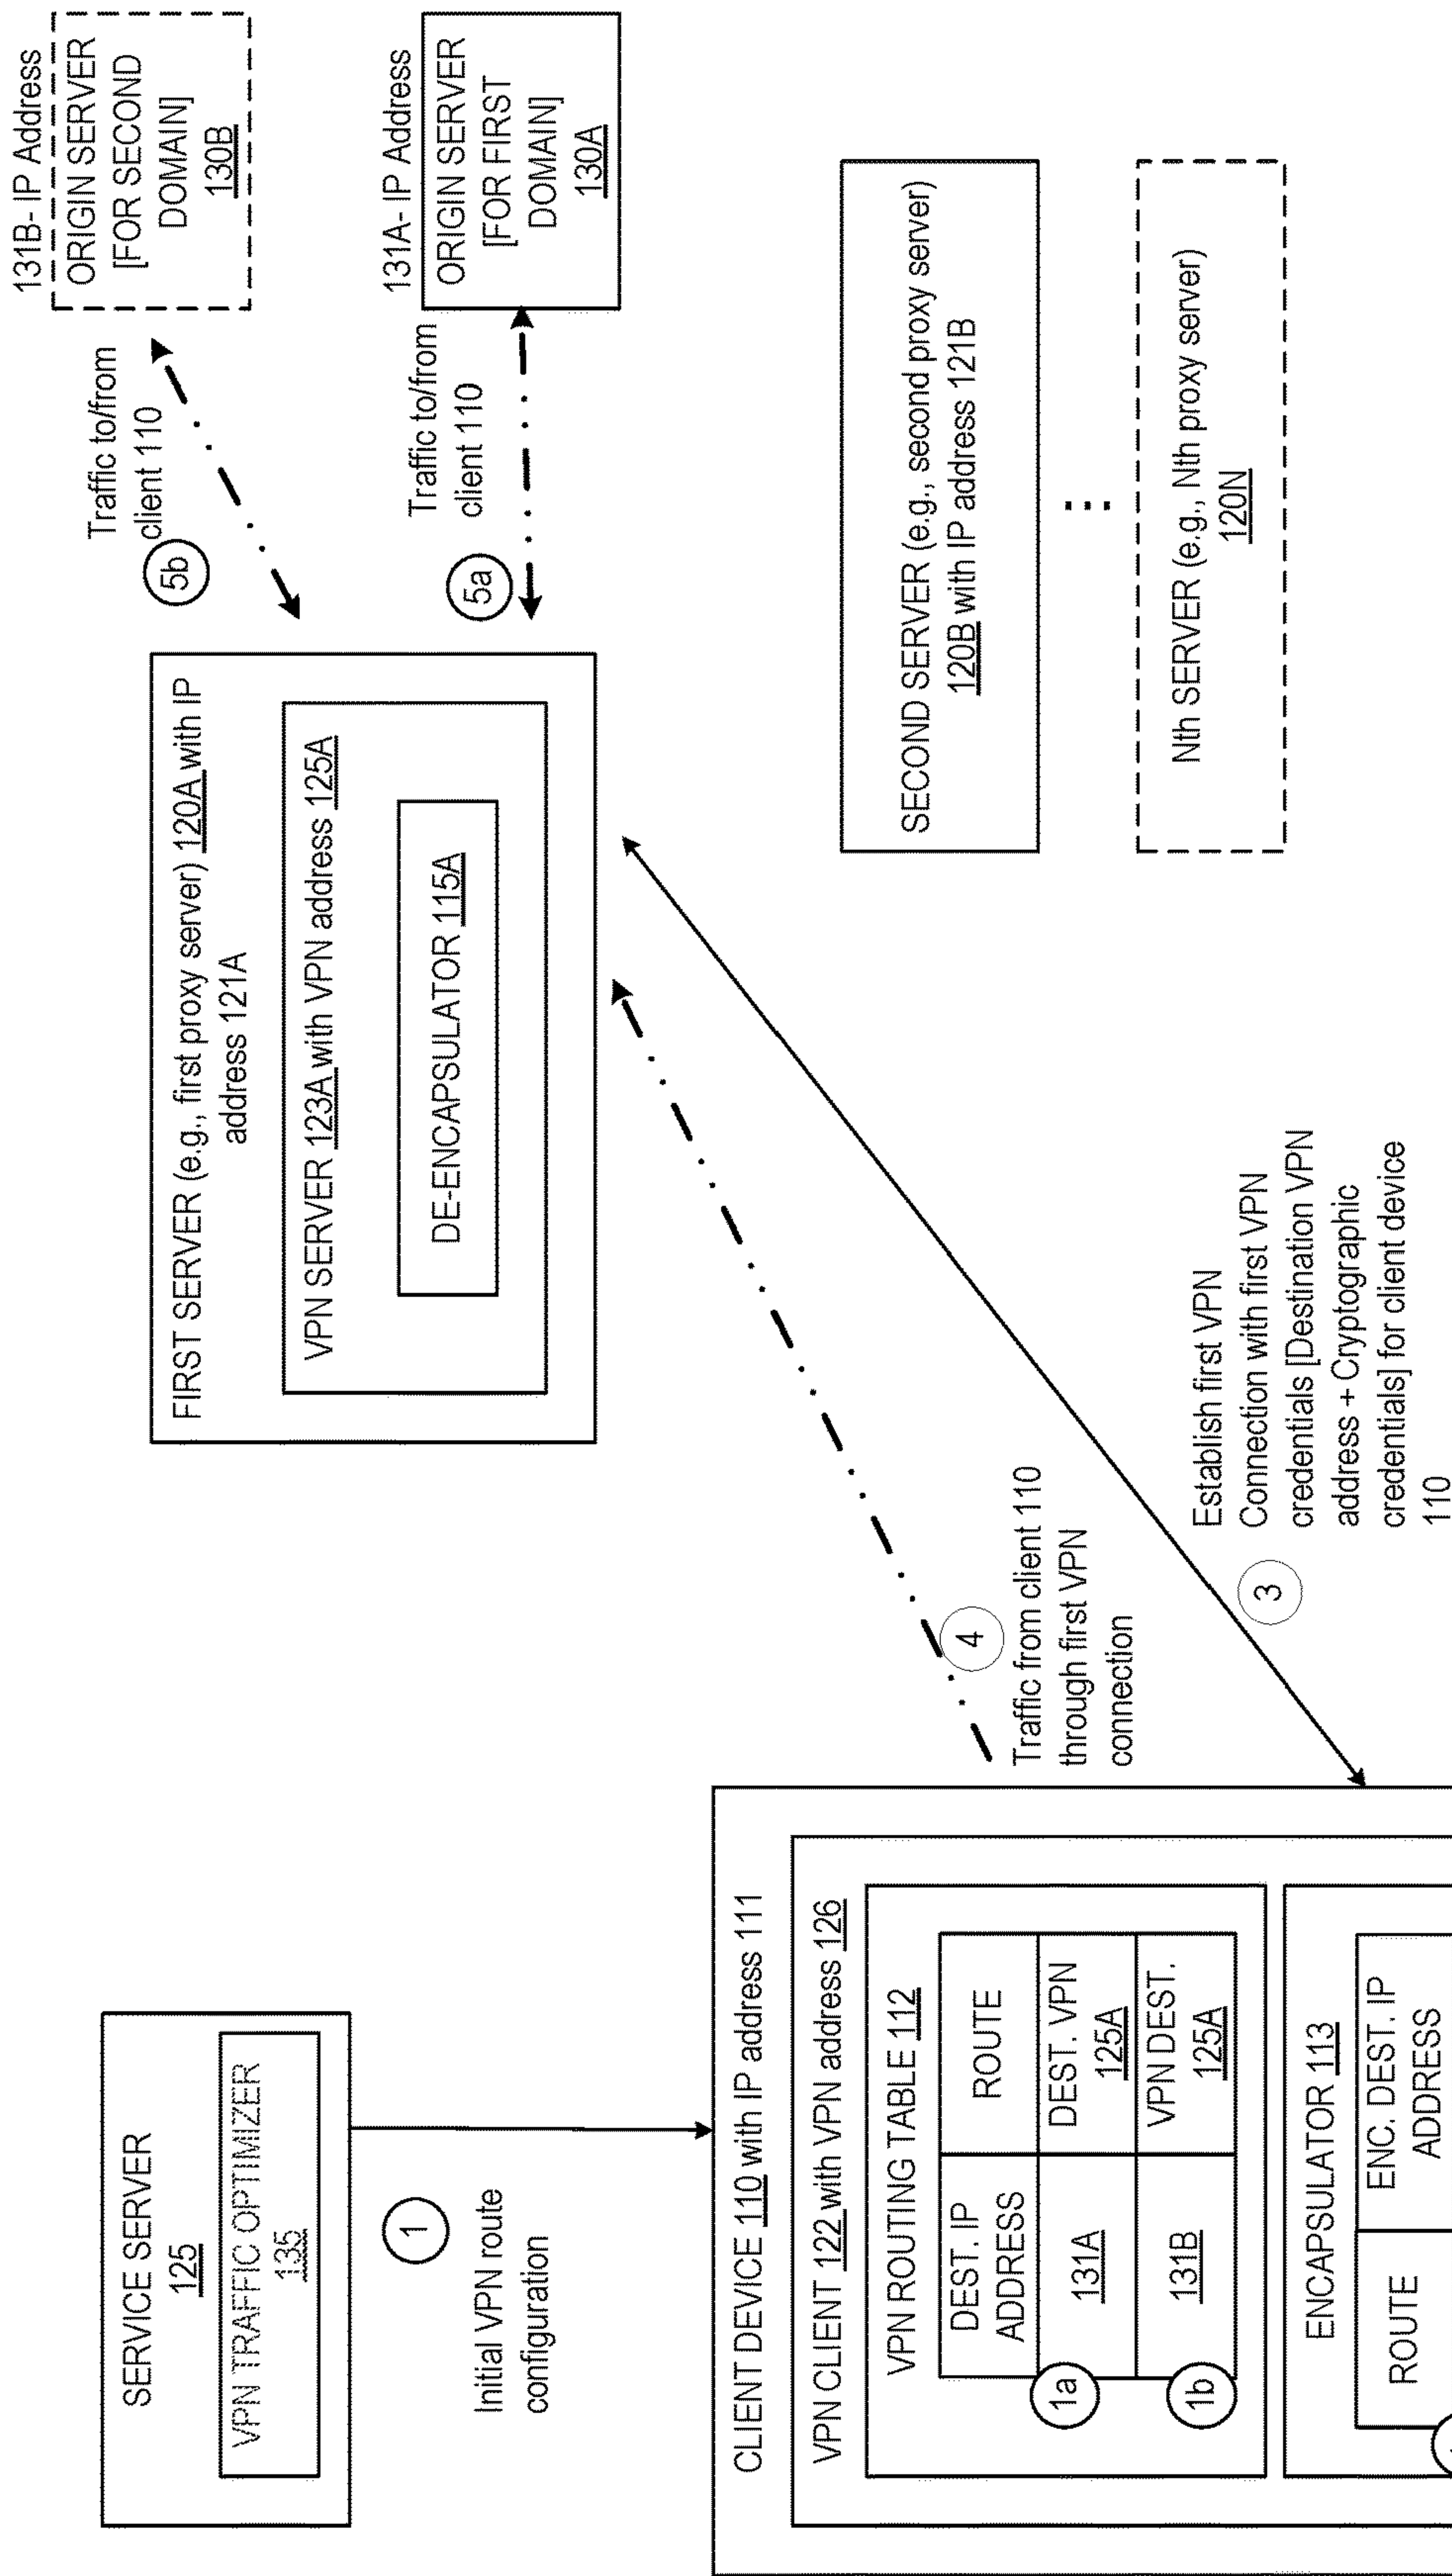 SERVICE SERVER
125
VPN TRAFFIC OPTIMIZER
135
1
Initial VPN route
configuration
CLIENT DEVICE 110 with IP address 111
VPN CLIENT 122 with VPN address 126
VPN ROUTING TABLE 112
DEST. IP
ADDRESS
ROUTE
1a
131A
DEST. VPN
125A
1b
131B
VPN DEST.
125A
ENCAPSULATOR 113
ROUTE
ENC. DEST. IP
ADDRESS
4
Traffic from client 110
through first VPN
connection
3
Establish first VPN
Connection with first VPN
credentials [Destination VPN
address + Cryptographic
credentials] for client device
110
FIRST SERVER (e.g., first proxy server) 120A with IP
address 121A
VPN SERVER 123A with VPN address 125A
DE-ENCAPSULATOR 115A
5b
Traffic to/from
client 110
5a
Traffic to/from
client 110
131B- IP Address
ORIGIN SERVER
[FOR SECOND
DOMAIN]
130B
131A- IP Address
ORIGIN SERVER
[FOR FIRST
DOMAIN]
130A
SECOND SERVER (e.g., second proxy server)
120B with IP address 121B
Nth SERVER (e.g., Nth proxy server)
120N